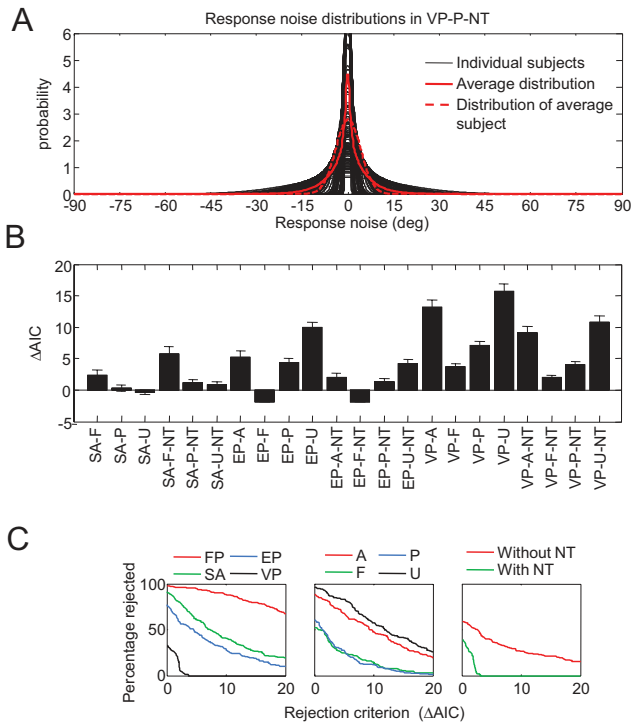 A
Response noise distributions in VP-P-NT
probability
6
5
4
3
2
1
0
Individual subjects
Average distribution
Distribution of average
subject
-90 -75 -60 -45 -30 -15 0 15 30 45 60 75 90
Response noise (deg)
B
ΔAIC
20
15
10
5
0
-5
SA-F SA-P SA-U SA-F-NT SA-P-NT SA-U-NT EP-A EP-F EP-P EP-U EP-A-NT EP-F-NT EP-P-NT EP-U-NT VP-A VP-F VP-P VP-U VP-A-NT VP-F-NT VP-P-NT VP-U-NT
C
FP EP
SA VP
A P
F U
Without NT
With NT
Percentage rejected
100
50
0
0 10 20 0 10 20 0 10 20
Rejection criterion (ΔAIC)